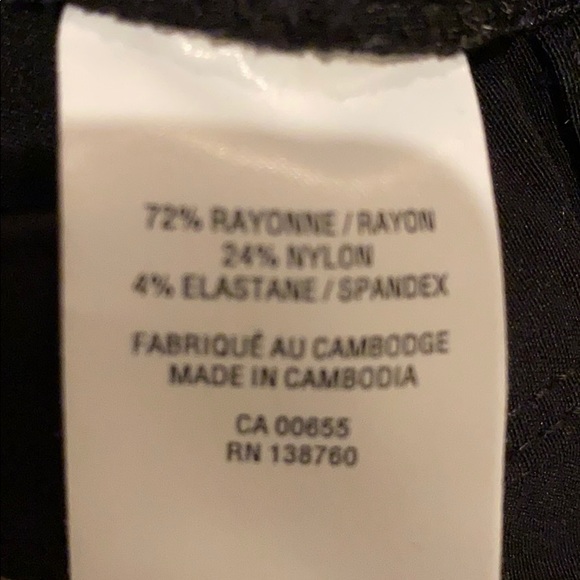 72% RAYONNE / RAYON
24% NYLON
4% ELASTANE / SPANDEX
FABRIQUÉ AU CAMBODGE
MADE IN CAMBODIA
CA 00655
RN 138760